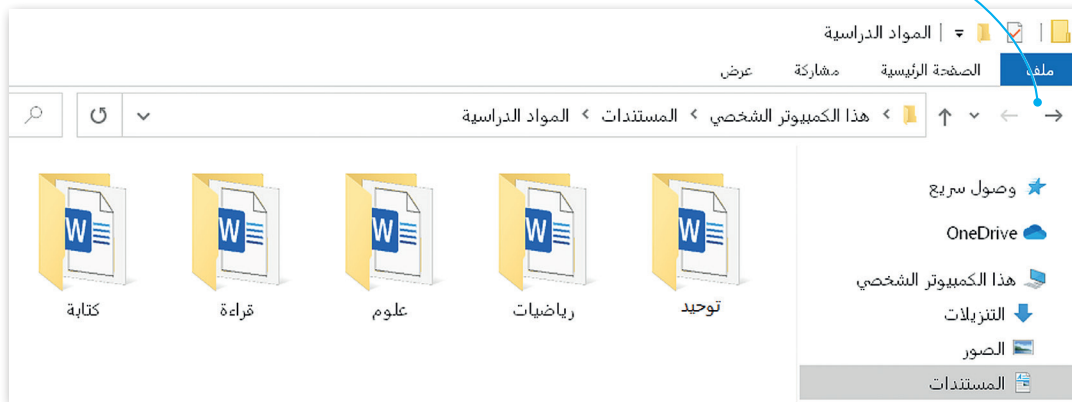 المواد الدراسية
ملف الصفحة الرئيسية مشاركة عرض
هذا الكمبيوتر الشخصي > المستندات > المواد الدراسية
وصول سريع
OneDrive
هذا الكمبيوتر الشخصي
التنزيلات
الصور
المستندات
توحيد رياضيات علوم قراءة كتابة
W W W W W